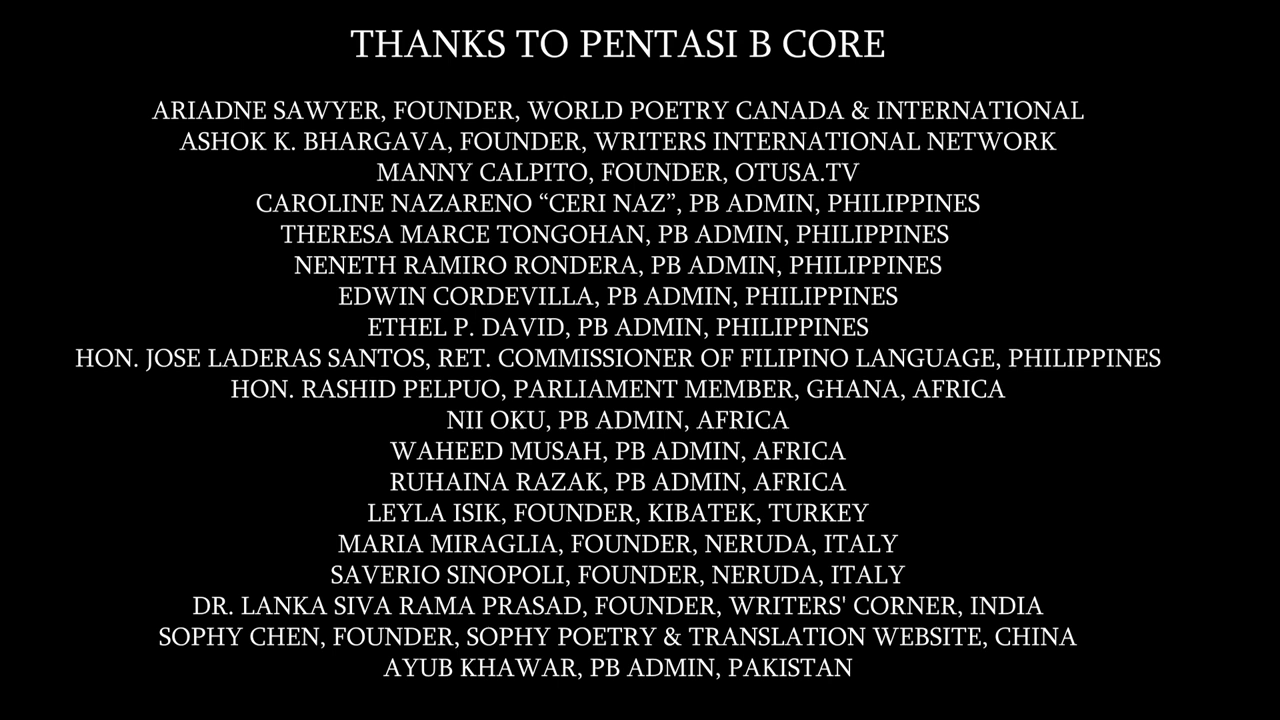 THANKS TO PENTASI B CORE
ARIADNE SAWYER, FOUNDER, WORLD POETRY CANADA & INTERNATIONAL
ASHOK K. BHARGAVA, FOUNDER, WRITERS INTERNATIONAL NETWORK
MANNY CALPITO, FOUNDER, OTUSA.TV
CAROLINE NAZARENO “CERI NAZ”, PB ADMIN, PHILIPPINES
THERESA MARCE TONGOHAN, PB ADMIN, PHILIPPINES
NENETH RAMIRO RONDERA, PB ADMIN, PHILIPPINES
EDWIN CORDEVILLA, PB ADMIN, PHILIPPINES
ETHEL P. DAVID, PB ADMIN, PHILIPPINES
HON. JOSE LADERAS SANTOS, RET. COMMISSIONER OF FILIPINO LANGUAGE, PHILIPPINES
HON. RASHID PELPUO, PARLIAMENT MEMBER, GHANA, AFRICA
NII OKU, PB ADMIN, AFRICA
WAHEED MUSAH, PB ADMIN, AFRICA
RUHAINA RAZAK, PB ADMIN, AFRICA
LEYLA ISIK, FOUNDER, KIBATEK, TURKEY
MARIA MIRAGLIA, FOUNDER, NERUDA, ITALY
SAVERIO SINOPOLI, FOUNDER, NERUDA, ITALY
DR. LANKA SIVA RAMA PRASAD, FOUNDER, WRITERS' CORNER, INDIA
SOPHY CHEN, FOUNDER, SOPHY POETRY & TRANSLATION WEBSITE, CHINA
AYUB KHAWAR, PB ADMIN, PAKISTAN